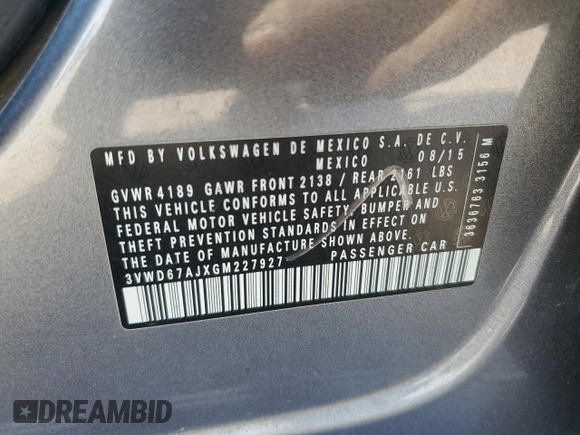 MFD BY VOLKSWAGEN DE MEXICO S.A. DE C.V.
MEXICO 08/15
GVWR 4189 GAWR FRONT 2138 / REAR 2161 LBS
THIS VEHICLE CONFORMS TO ALL APPLICABLE U.S.
FEDERAL MOTOR VEHICLE SAFETY, BUMPER AND
THEFT PREVENTION STANDARDS IN EFFECT ON
THE DATE OF MANUFACTURE SHOWN ABOVE.
3VWD67AJXGM227927 PASSENGER CAR
3636763 3156 M
DREAMBID